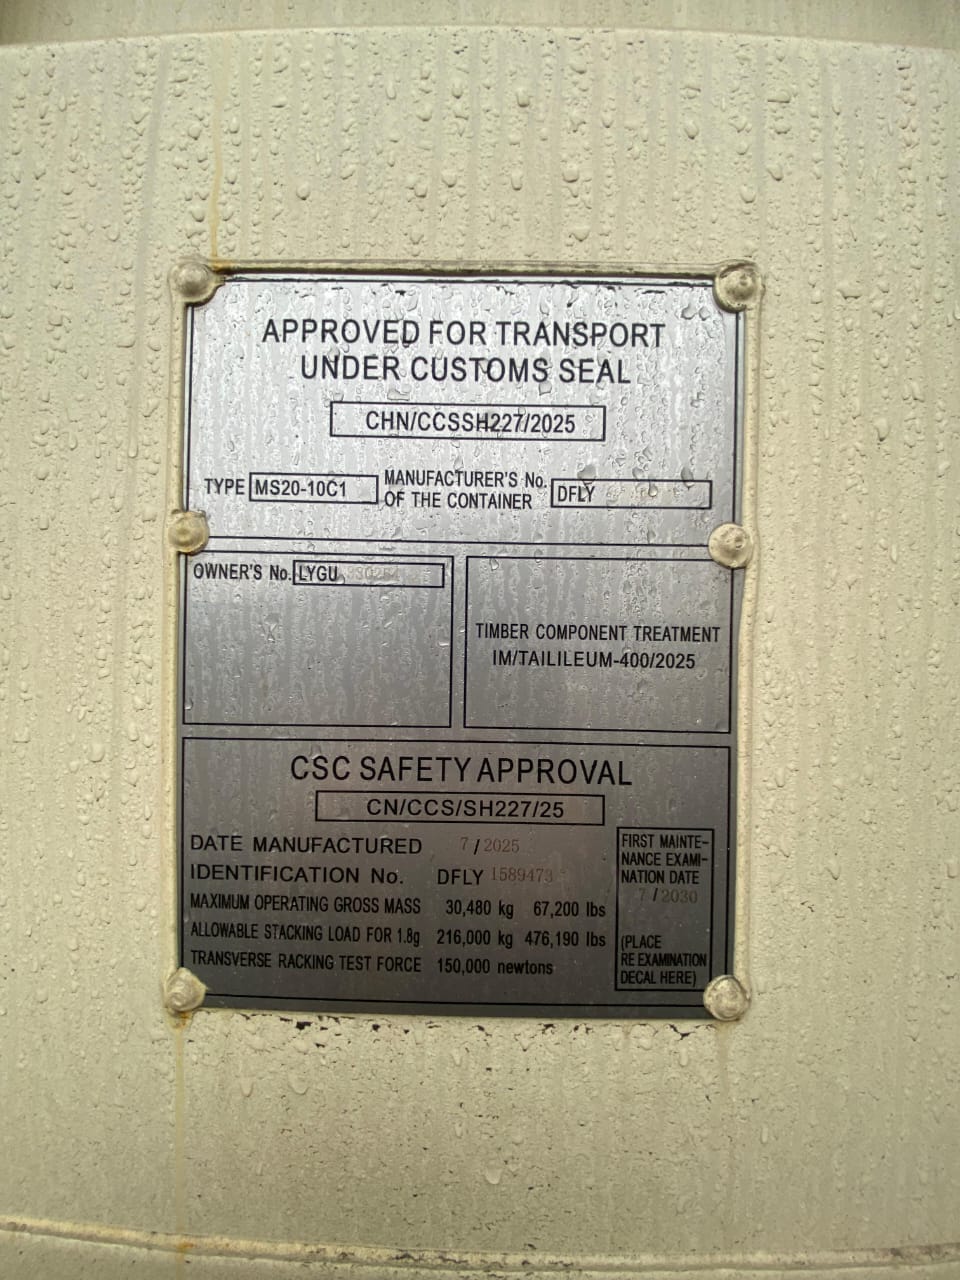 APPROVED FOR TRANSPORT
UNDER CUSTOMS SEAL
CHN/CCSSH227/2025
TYPE MS20-10C1 MANUFACTURER'S No. OF THE CONTAINER DFLY
OWNER'S No. LYGU
TIMBER COMPONENT TREATMENT
IM/TAILILEUM-400/2025
CSC SAFETY APPROVAL
CN/CCS/SH227/25
DATE MANUFACTURED 7/2025
IDENTIFICATION No. DFLY 1589473
MAXIMUM OPERATING GROSS MASS 30,480 kg 67,200 lbs
ALLOWABLE STACKING LOAD FOR 1.8g 216,000 kg 476,190 lbs
TRANSVERSE RACKING TEST FORCE 150,000 newtons
FIRST MAINTE-
NANCE EXAMI-
NATION DATE
7/2030
(PLACE
RE EXAMINATION
DECAL HERE)